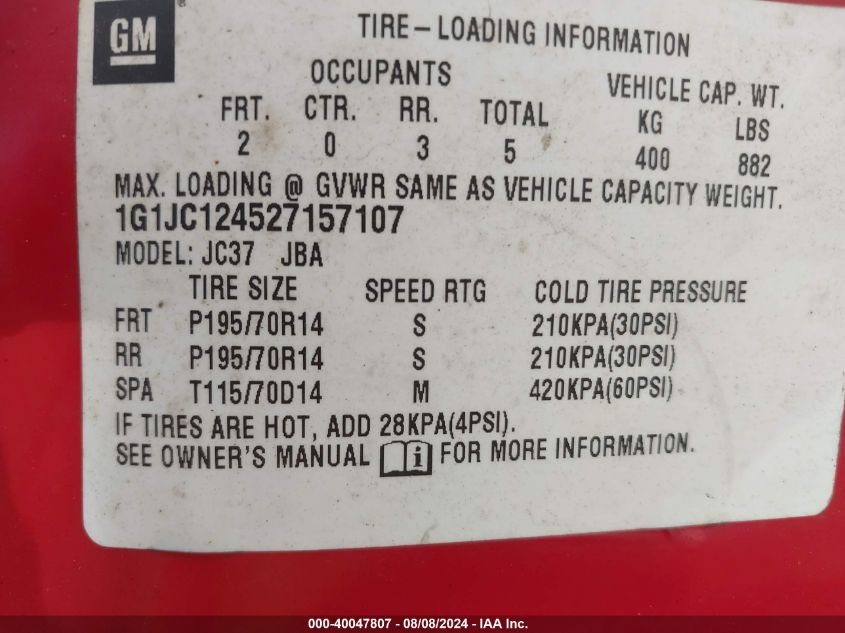 GM ®
TIRE-LOADING INFORMATION
OCCUPANTS VEHICLE CAP. WT.
FRT. CTR. RR. TOTAL KG LBS
2 0 3 5 400 882
MAX. LOADING @ GVWR SAME AS VEHICLE CAPACITY WEIGHT.
1G1JC124527157107
MODEL: JC37 JBA
TIRE SIZE SPEED RTG COLD TIRE PRESSURE
FRT P195/70R14 S 210KPA(30PSI)
RR P195/70R14 S 210KPA(30PSI)
SPA T115/70D14 M 420KPA(60PSI)
IF TIRES ARE HOT, ADD 28KPA(4PSI).
SEE OWNER'S MANUAL i FOR MORE INFORMATION.
000-40047807 - 08/08/2024 - IAA Inc.